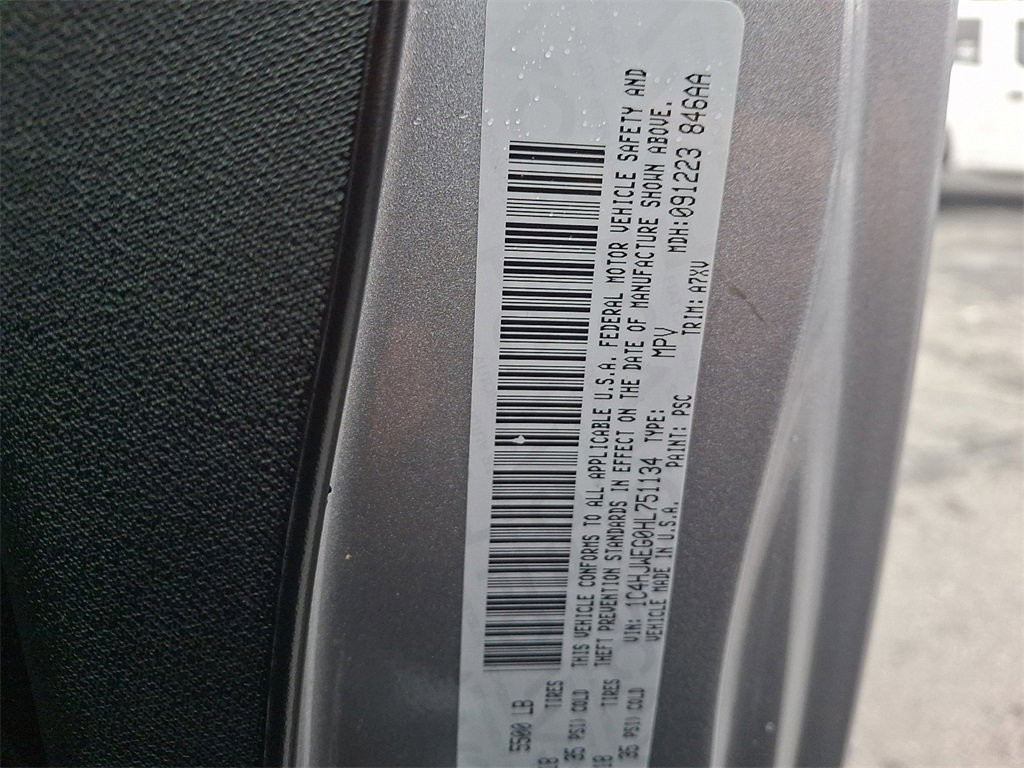 5500 LB
TIRES
35 PSI) COLD
THIS VEHICLE CONFORMS TO ALL APPLICABLE U.S.A. FEDERAL MOTOR VEHICLE SAFETY AND
TIRES
THEFT PREVENTION STANDARDS IN EFFECT ON THE DATE OF MANUFACTURE SHOWN ABOVE.
35 PSI) COLD
VIN: 1C4HJWEG0HL751134 TYPE: MPV MDH:091223 846AA
VEHICLE MADE IN U.S.A. PAINT: PSC TRIM: A7XV